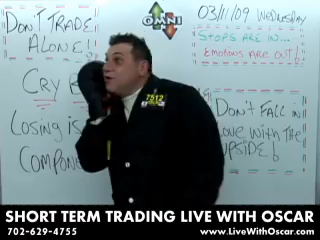 DON'T TRADE
ALONE!!
CRY
LOSING IS
COMPONE
OMNI
7512
03/11/09 Wednesday
STOPS ARE IN...
EMOTIONS ARE OUT!
DON'T FALL IN
LOVE WITH THE
UPSIDE!
SHORT TERM TRADING LIVE WITH OSCAR
702-629-4755
www.LiveWithOscar.com